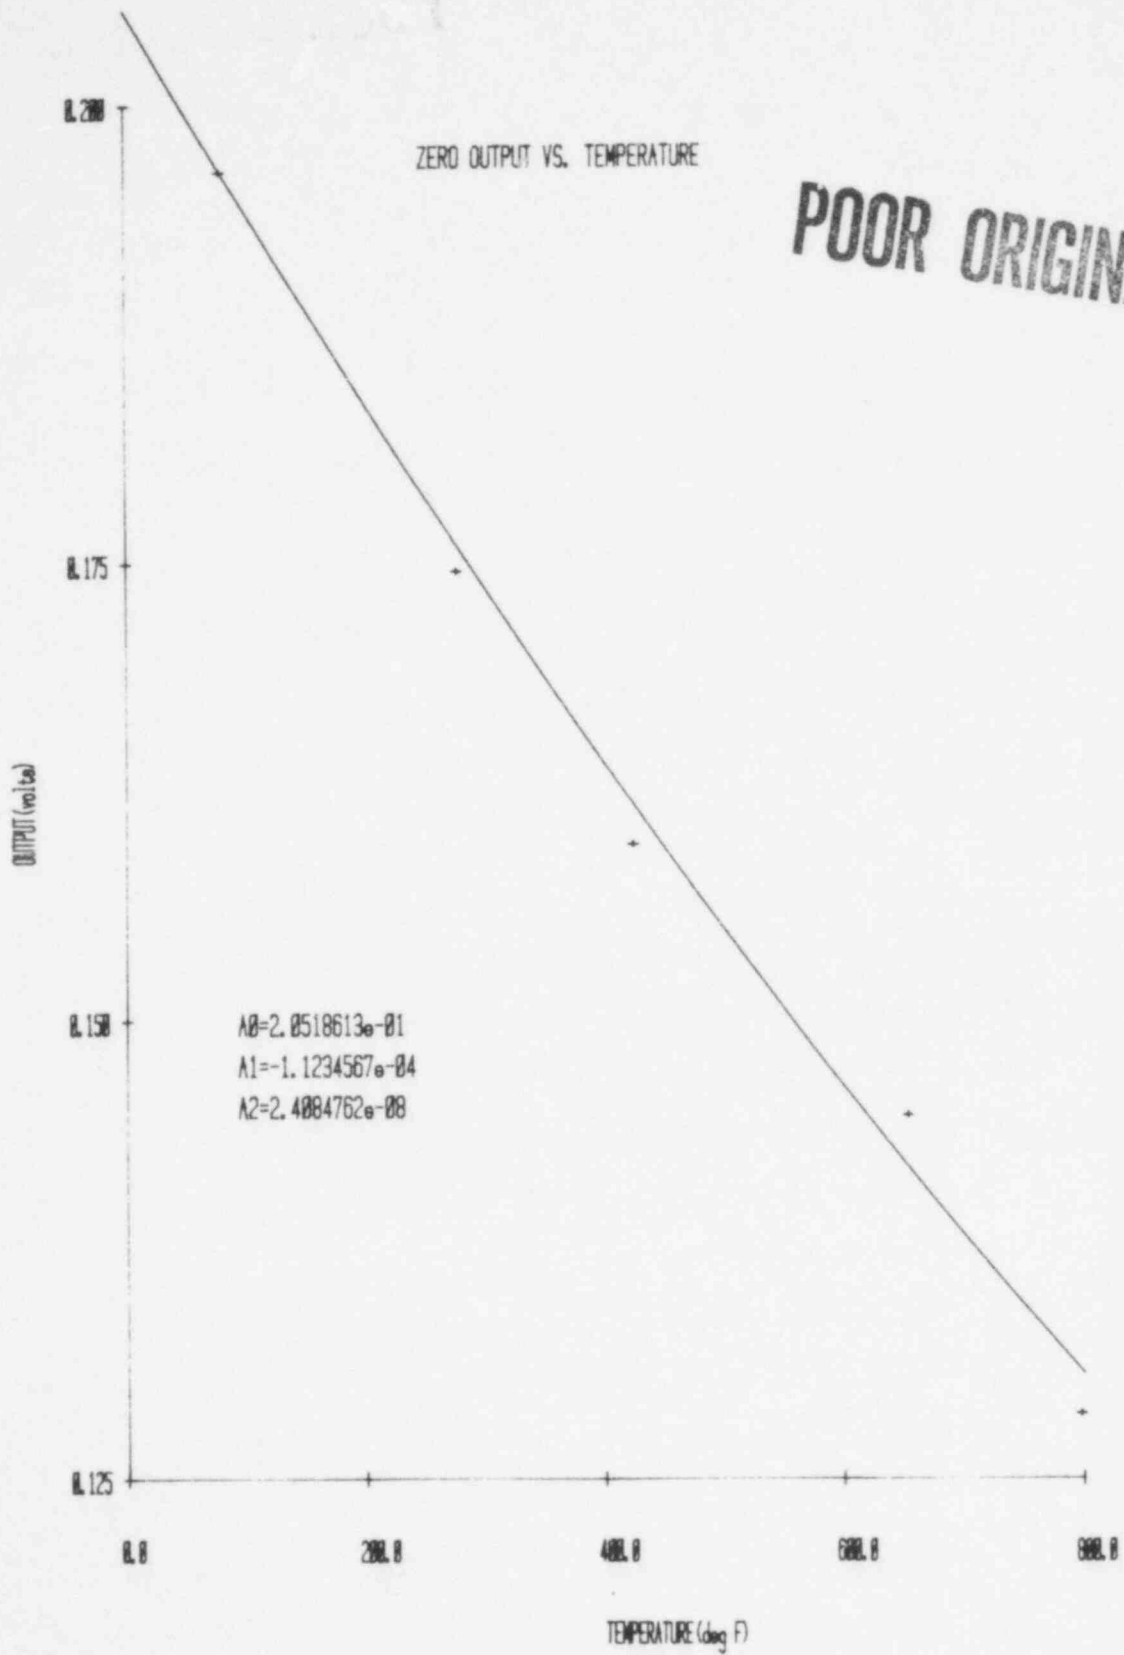 0.200
ZERO OUTPUT VS. TEMPERATURE
POOR ORIGIN
0.175
OUTPUT(volts)
0.150
A0=2.0518613e-01
A1=-1.1234567e-04
A2=2.4084762e-08
0.125
0.0 200.0 400.0 600.0 800.0
TEMPERATURE(deg F)